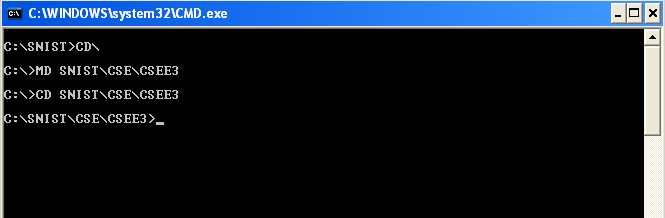 C:\WINDOWS\system32\CMD.exe
C:\SNIST>CD\
C:\>MD SNIST\CSE\CSEE3
C:\>CD SNIST\CSE\CSEE3
C:\SNIST\CSE\CSEE3>_